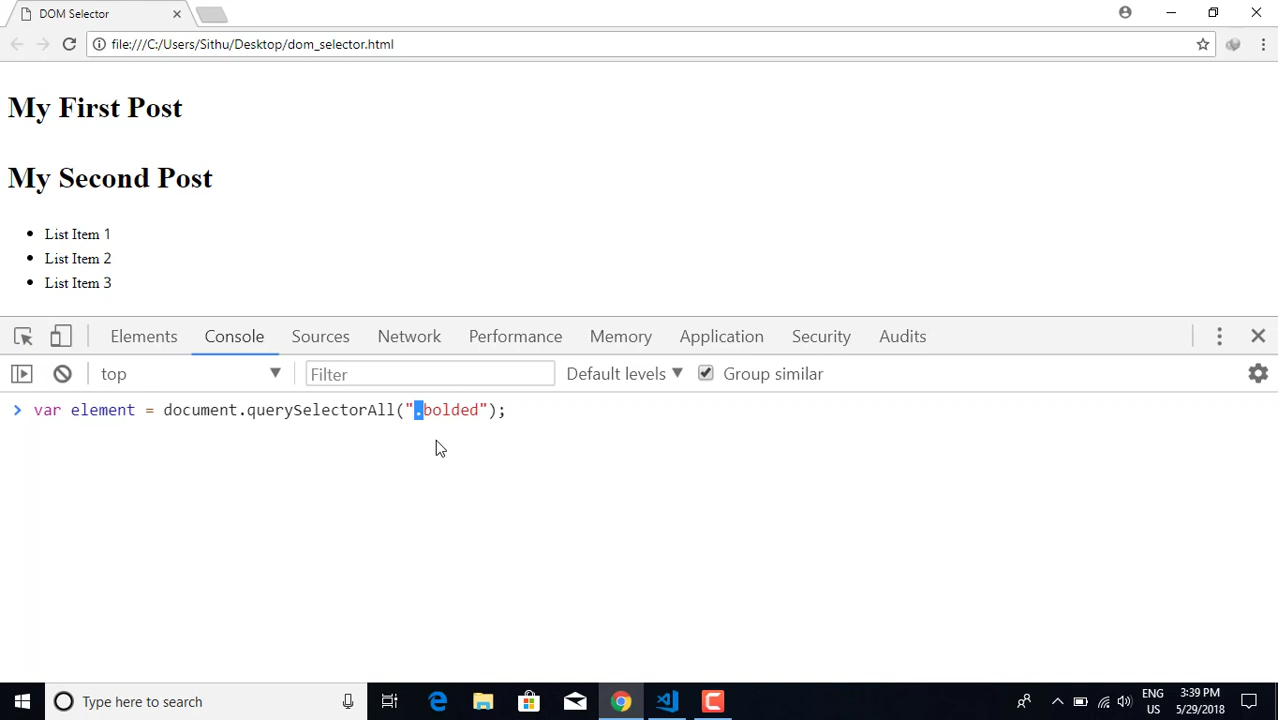 DOM Selector
file:///C:/Users/Sithu/Desktop/dom_selector.html
My First Post
My Second Post
List Item 1
List Item 2
List Item 3
Elements Console Sources Network Performance Memory Application Security Audits
top Filter Default levels Group similar
var element = document.querySelectorAll(".bolded");
Type here to search
ENG 3:39 PM
US 5/29/2018